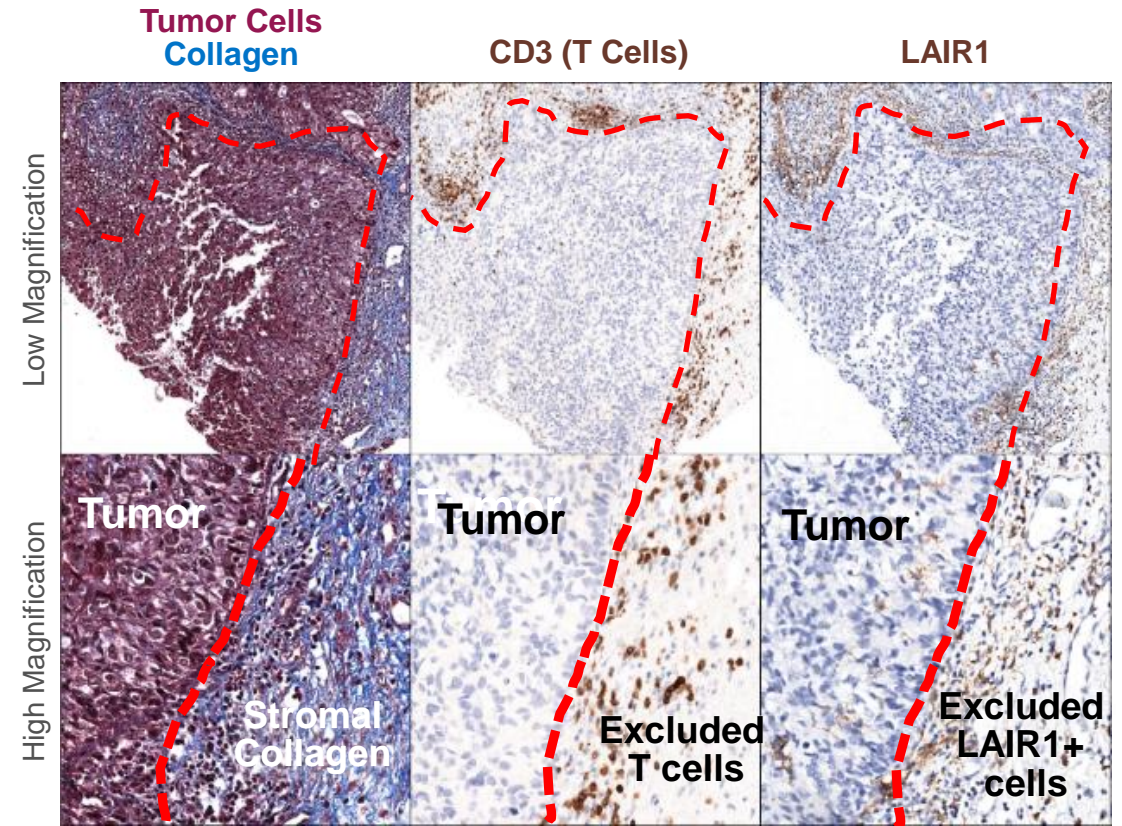 Tumor Cells
Collagen
CD3 (T Cells)
LAIR1
Low Magnification
High Magnification
Tumor
Tumor
Tumor
Stromal
Collagen
Excluded
T cells
Excluded
LAIR1+
cells